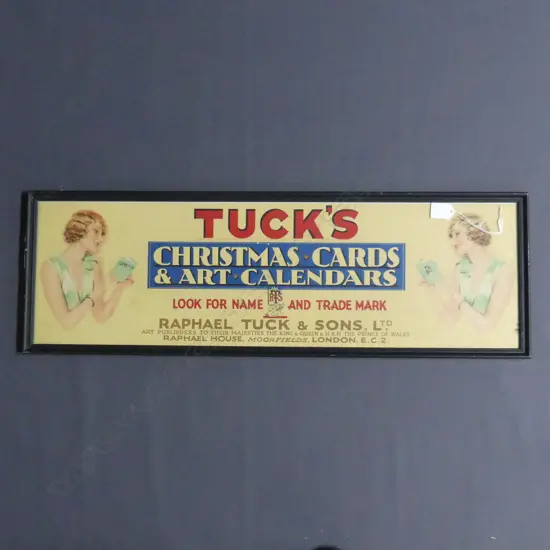 TUCK'S
CHRISTMAS · CARDS
& ART · CALENDARS
LOOK FOR NAME AND TRADE MARK
RAPHAEL TUCK & SONS, LTD
ART PUBLISHERS TO THEIR MAJESTIES THE KING & QUEEN & H.R.H. THE PRINCE OF WALES
RAPHAEL HOUSE, MOORFIELDS, LONDON, E.C.2.